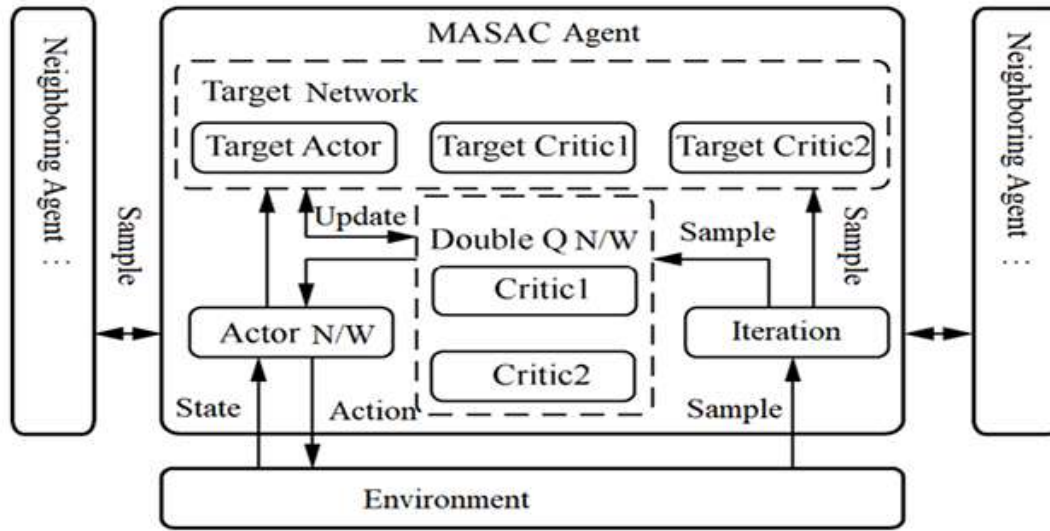 MASAC Agent
Target Network
Target Actor
Target Critic1
Target Critic2
Neighboring Agent ...
Sample
Update
Double Q N/W
Sample
Sample
Critic1
Actor N/W
Iteration
Critic2
State
Action
Sample
Environment
Neighboring Agent ...